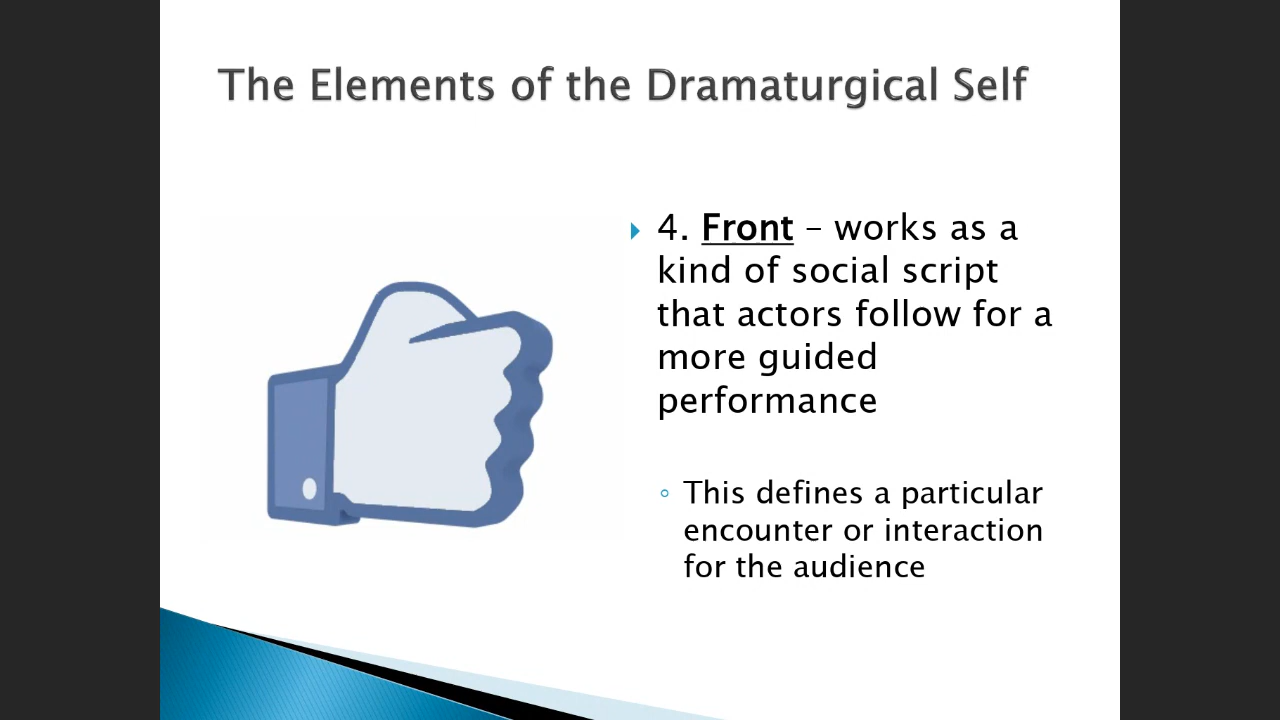 The Elements of the Dramaturgical Self
4. Front – works as a
kind of social script
that actors follow for a
more guided
performance
This defines a particular
encounter or interaction
for the audience